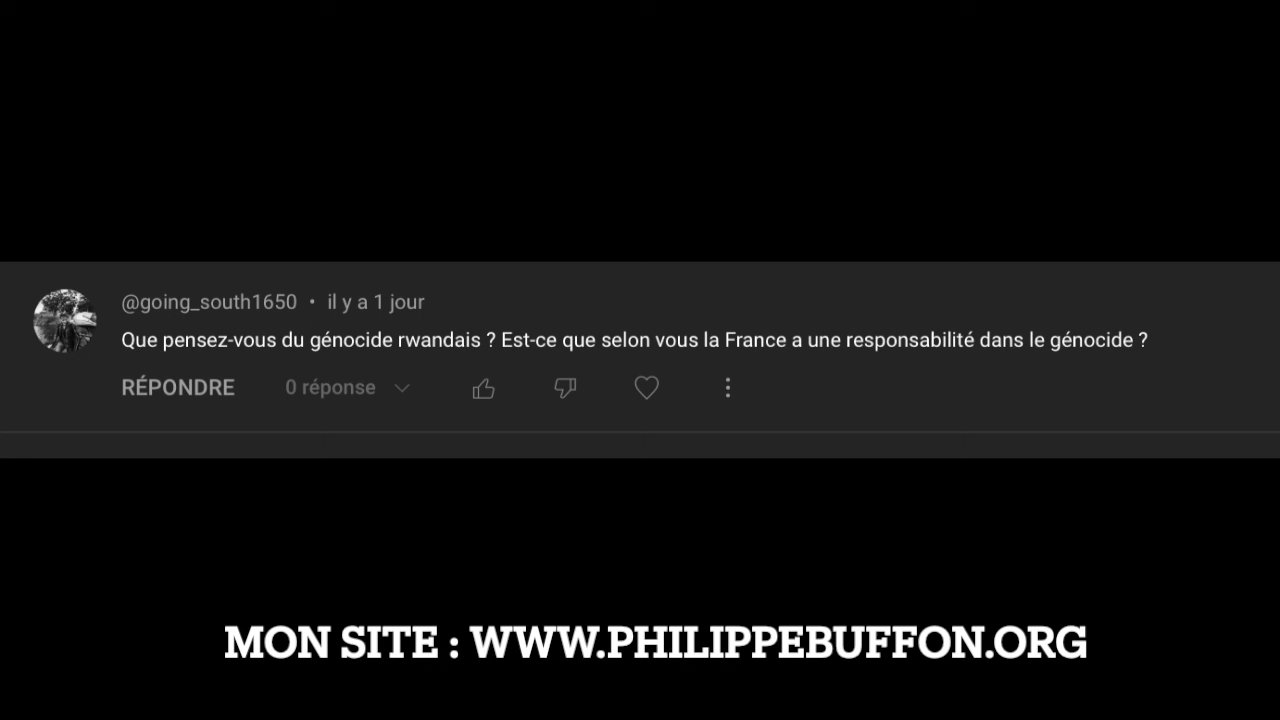 @going_south1650 • il y a 1 jour
Que pensez-vous du génocide rwandais ? Est-ce que selon vous la France a une responsabilité dans le génocide ?
RÉPONDRE 0 réponse
MON SITE : WWW.PHILIPPEBUFFON.ORG